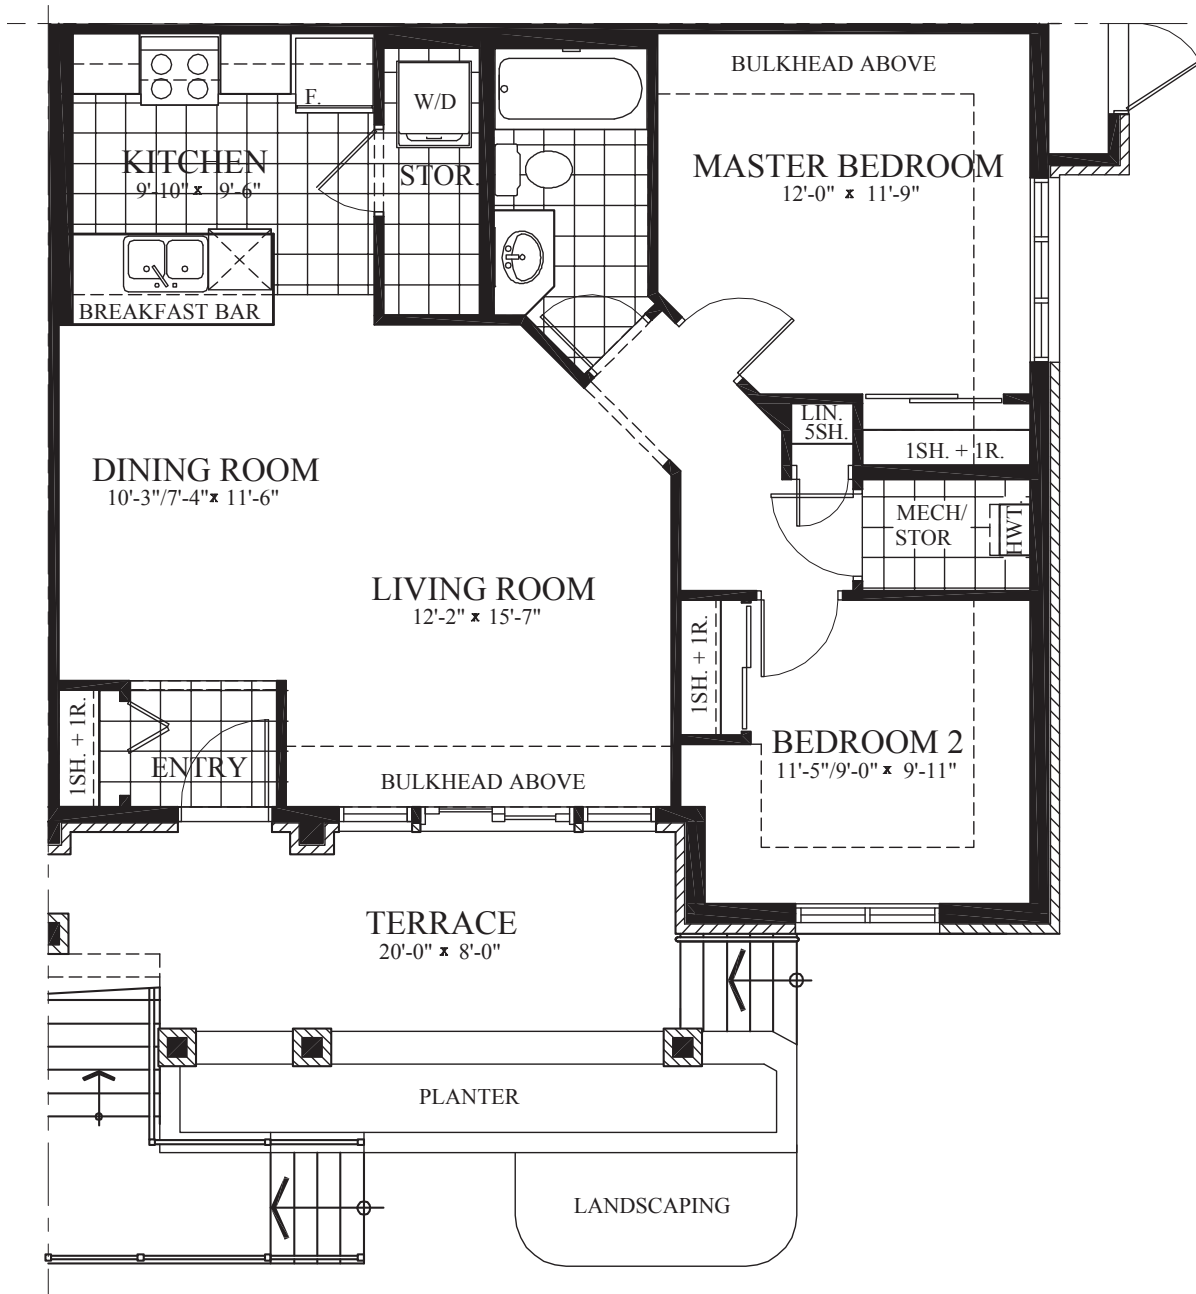 BULKHEAD ABOVE
F.
W/D
KITCHEN
9'-10" x 9'-6"
STOR.
MASTER BEDROOM
12'-0" x 11'-9"
BREAKFAST BAR
LIN.
5SH.
1SH. + 1R.
DINING ROOM
10'-3"/7'-4" x 11'-6"
MECH/
STOR
HWT.
LIVING ROOM
12'-2" x 15'-7"
1SH. + 1R.
1SH. + 1R.
ENTRY
BULKHEAD ABOVE
BEDROOM 2
11'-5"/9'-0" x 9'-11"
TERRACE
20'-0" x 8'-0"
PLANTER
LANDSCAPING